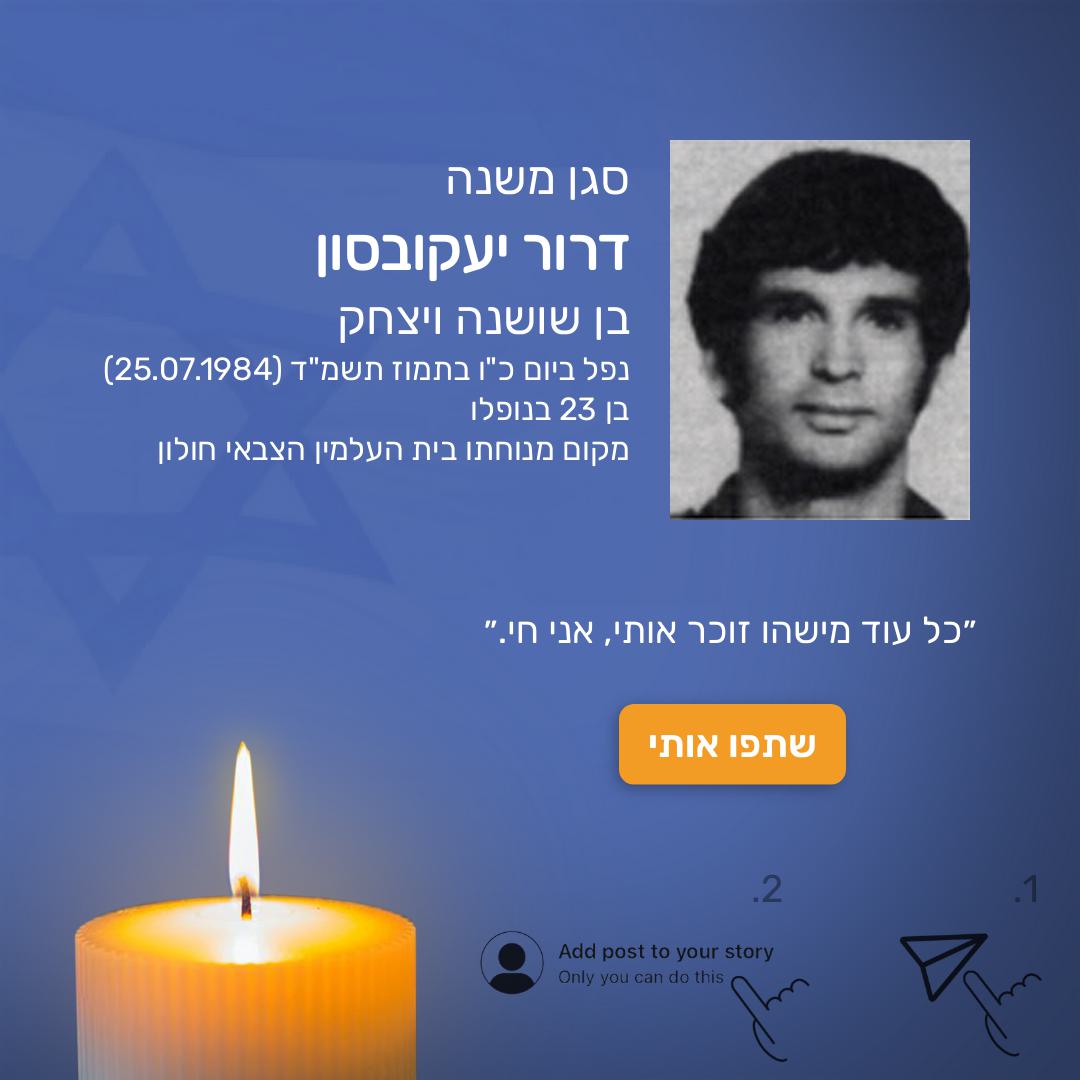 סגן משנה
דרור יעקובסון
בן שושנה ויצחק
נפל ביום כ"ו בתמוז תשמ"ד (25.07.1984)
בן 23 בנופלו
מקום מנוחתו בית העלמין הצבאי חולון
״כל עוד מישהו זוכר אותי, אני חי.״
שתפו אותי
1.
2.
Add post to your story
Only you can do this